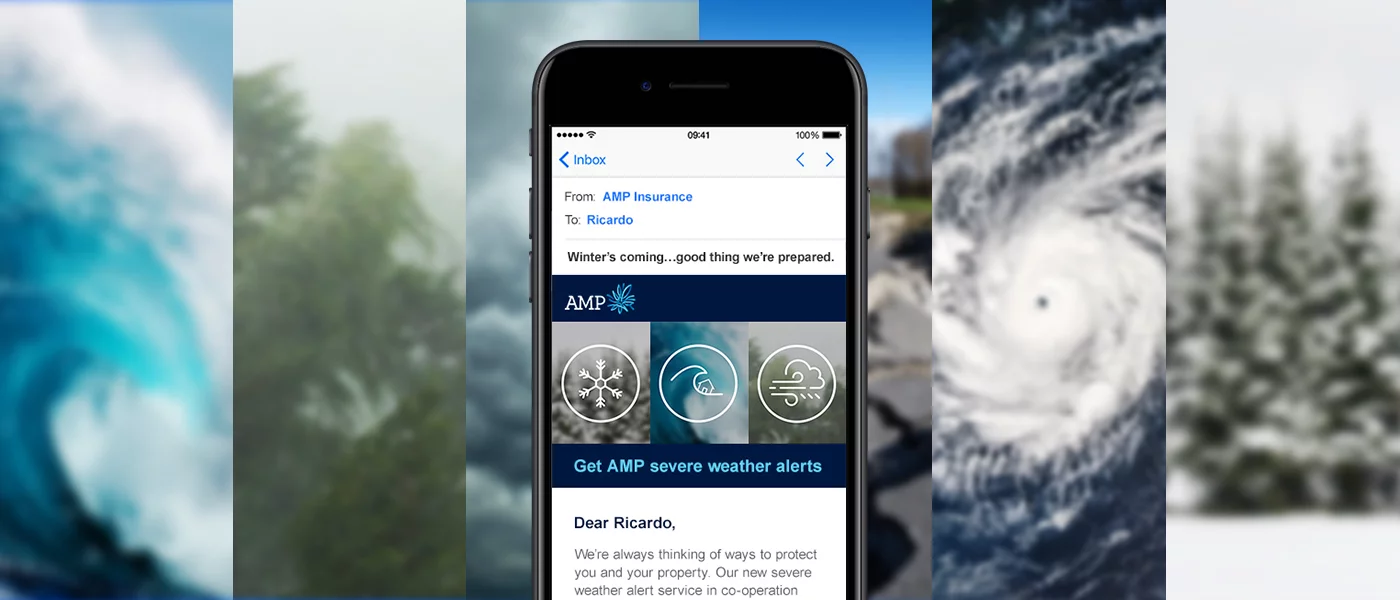 09:41
100%
Inbox
From: AMP Insurance
To: Ricardo
Winter's coming...good thing we're prepared.
AMP
Get AMP severe weather alerts
Dear Ricardo,
We're always thinking of ways to protect
you and your property. Our new severe
weather alert service in co-operation